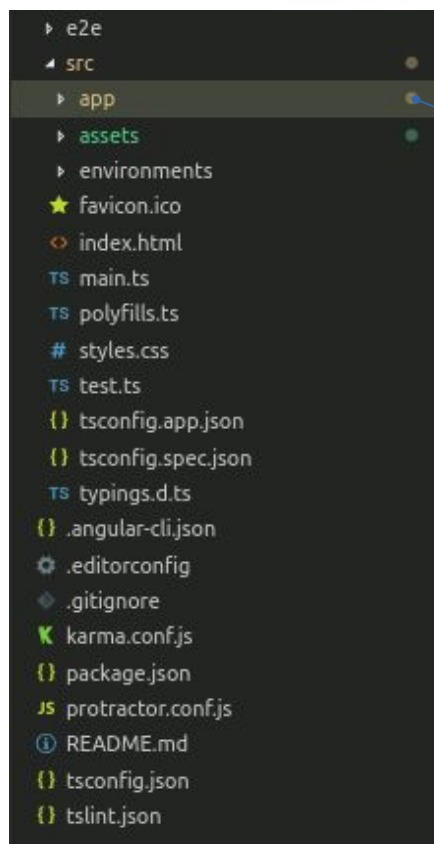 e2e
src
app
assets
environments
favicon.ico
<> index.html
TS main.ts
TS polyfills.ts
# styles.css
TS test.ts
{} tsconfig.app.json
{} tsconfig.spec.json
TS typings.d.ts
{} .angular-cli.json
.editorconfig
.gitignore
K karma.conf.js
{} package.json
JS protractor.conf.js
README.md
{} tsconfig.json
{} tslint.json